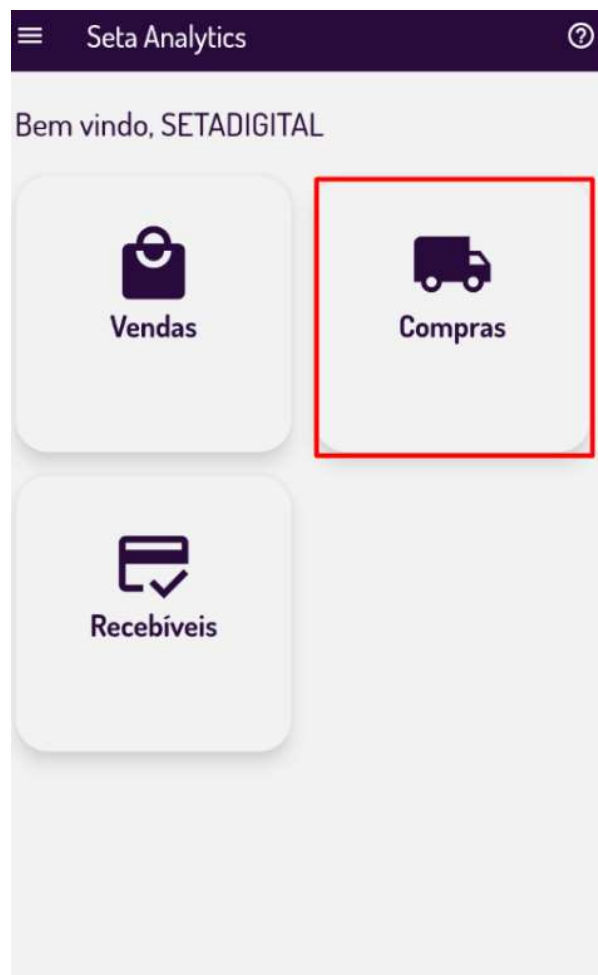 Seta Analytics
Bem vindo, SETADIGITAL
Vendas
Compras
Recebíveis